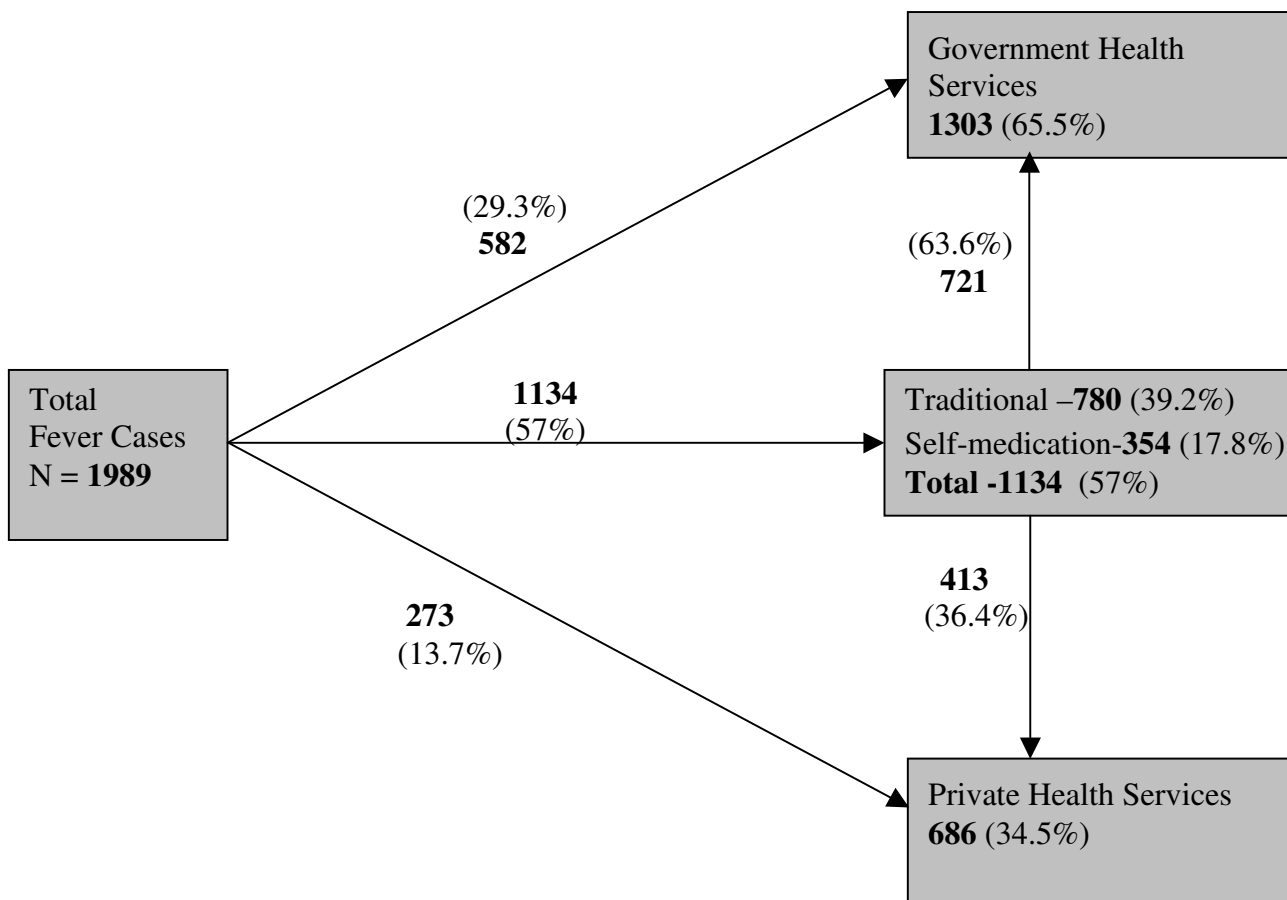 Government Health
Services
1303 (65.5%)
(29.3%)
582
(63.6%)
721
Total
Fever Cases
N = 1989
1134
(57%)
Traditional –780 (39.2%)
Self-medication-354 (17.8%)
Total -1134 (57%)
413
(36.4%)
273
(13.7%)
Private Health Services
686 (34.5%)